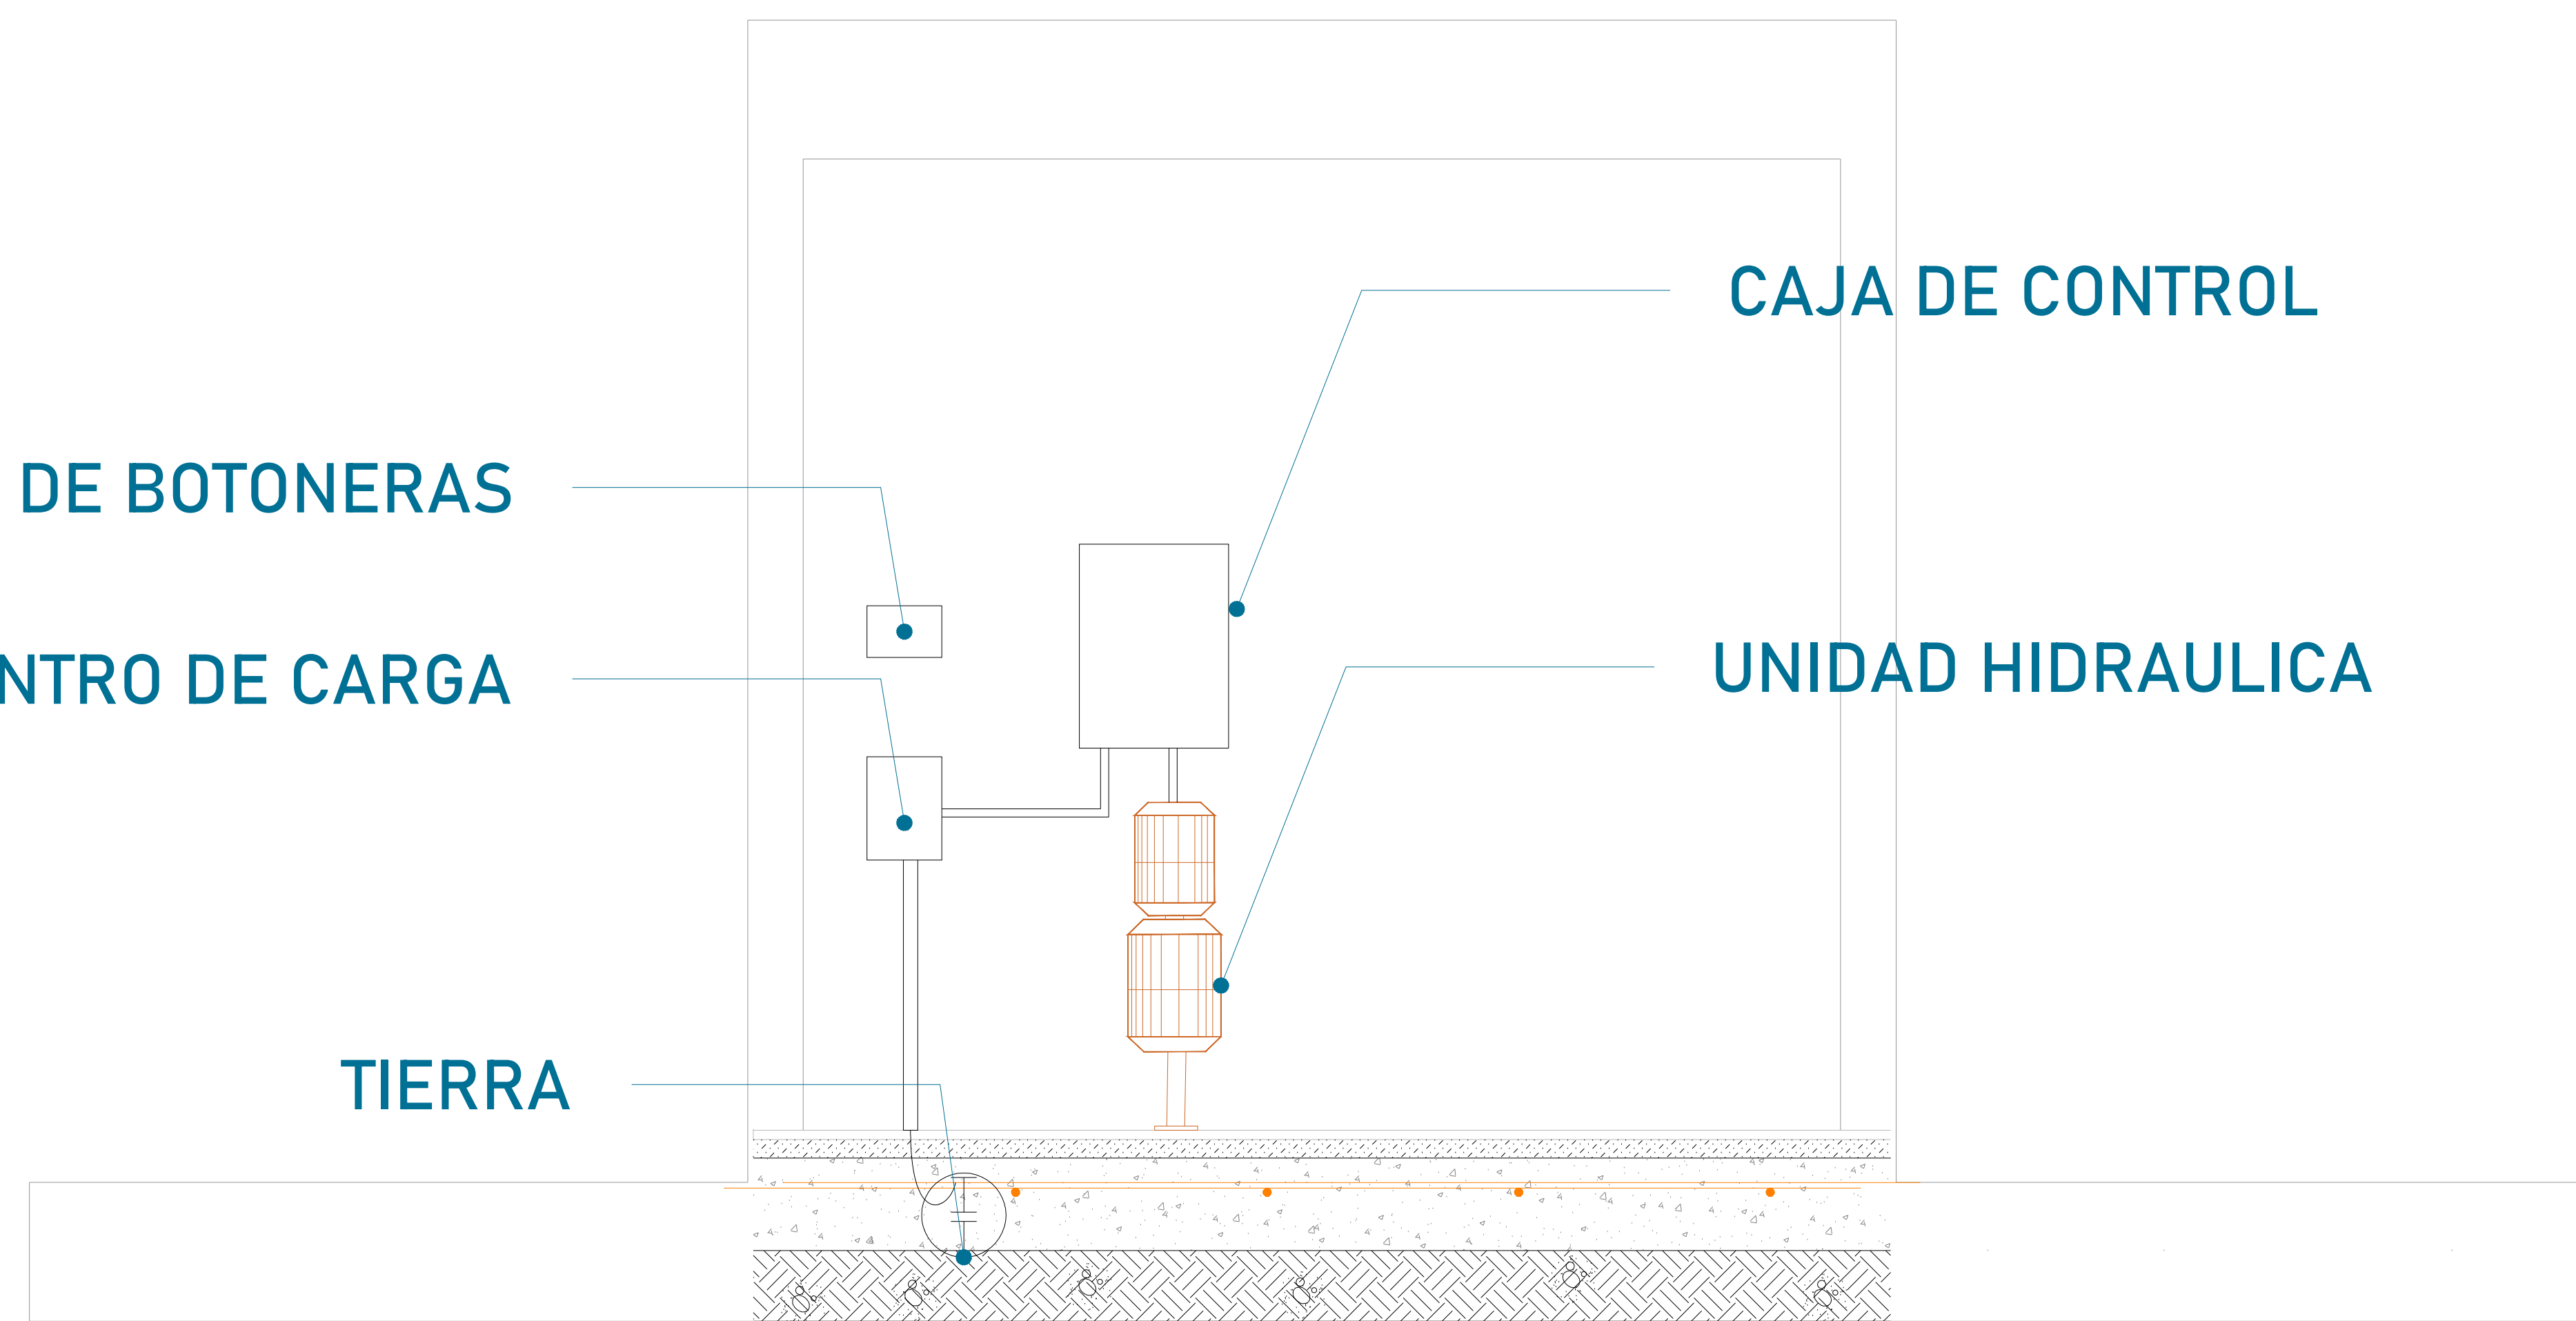 CAJA DE CONTROL
DE BOTONERAS
UNIDAD HIDRAULICA
NTRO DE CARGA
TIERRA